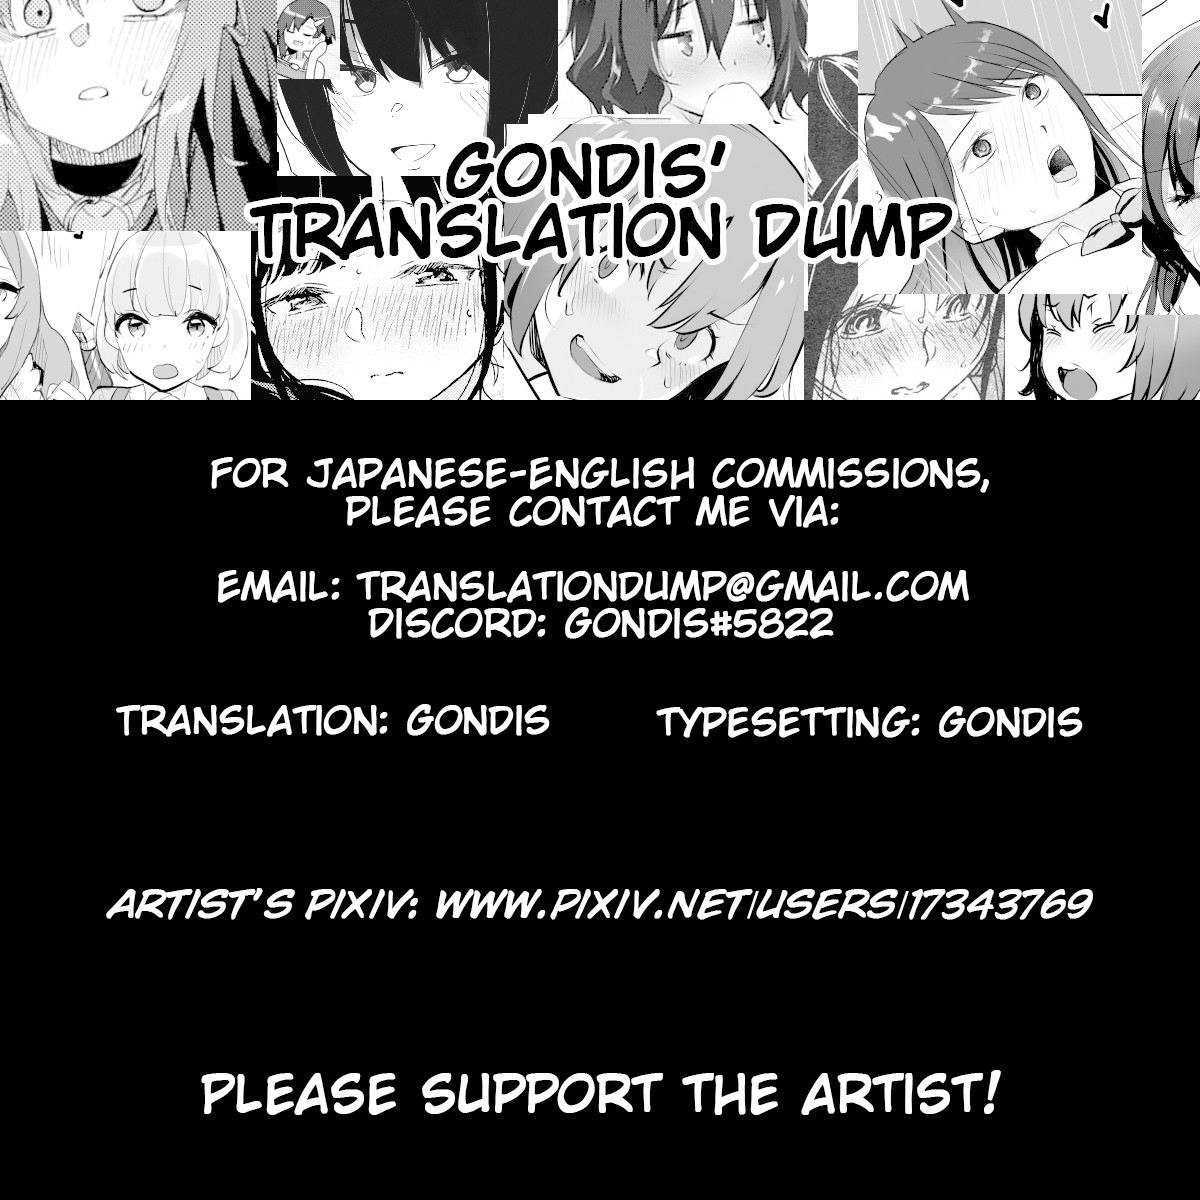 GONDIS'
TRANSLATION DUMP
FOR JAPANESE-ENGLISH COMMISSIONS,
PLEASE CONTACT ME VIA:
EMAIL: TRANSLATIONDUMP@GMAIL.COM
DISCORD: GONDIS#5822
TRANSLATION: GONDIS
TYPESETTING: GONDIS
ARTIST'S PIXIV: WWW.PIXIV.NET/USERS/17343769
PLEASE SUPPORT THE ARTIST!